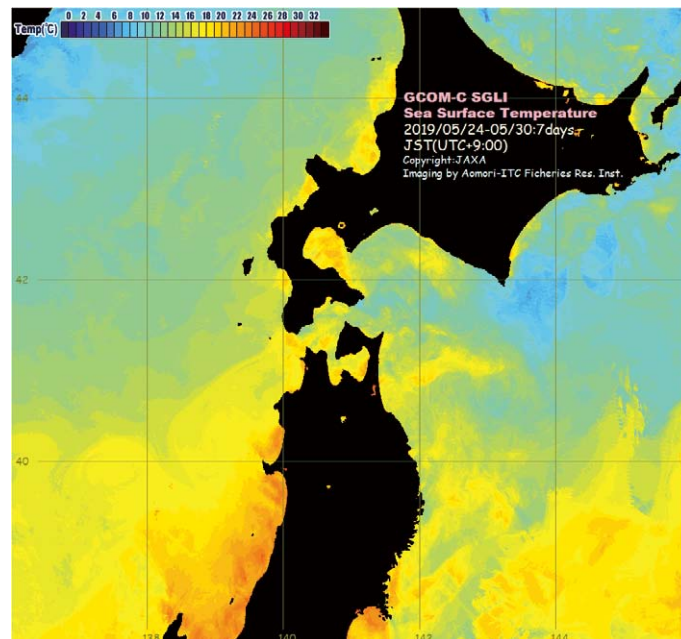 Temp(℃)
0 2 4 6 8 10 12 14 16 18 20 22 24 26 28 30 32
44
GCOM-C SGLI
Sea Surface Temperature
2019/05/24-05/30:7days
JST(UTC+9:00)
Copyright:JAXA
Imaging by Aomori-ITC Ficheries Res. Inst.
42
40
138 140 142 144